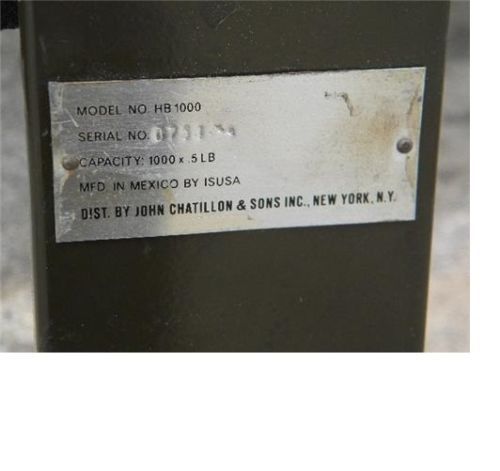 MODEL NO. HB1000
SERIAL NO.
CAPACITY: 1000 x .5 LB
MFD IN MEXICO BY ISUSA
DIST. BY JOHN CHATILLON & SONS INC., NEW YORK, N.Y.